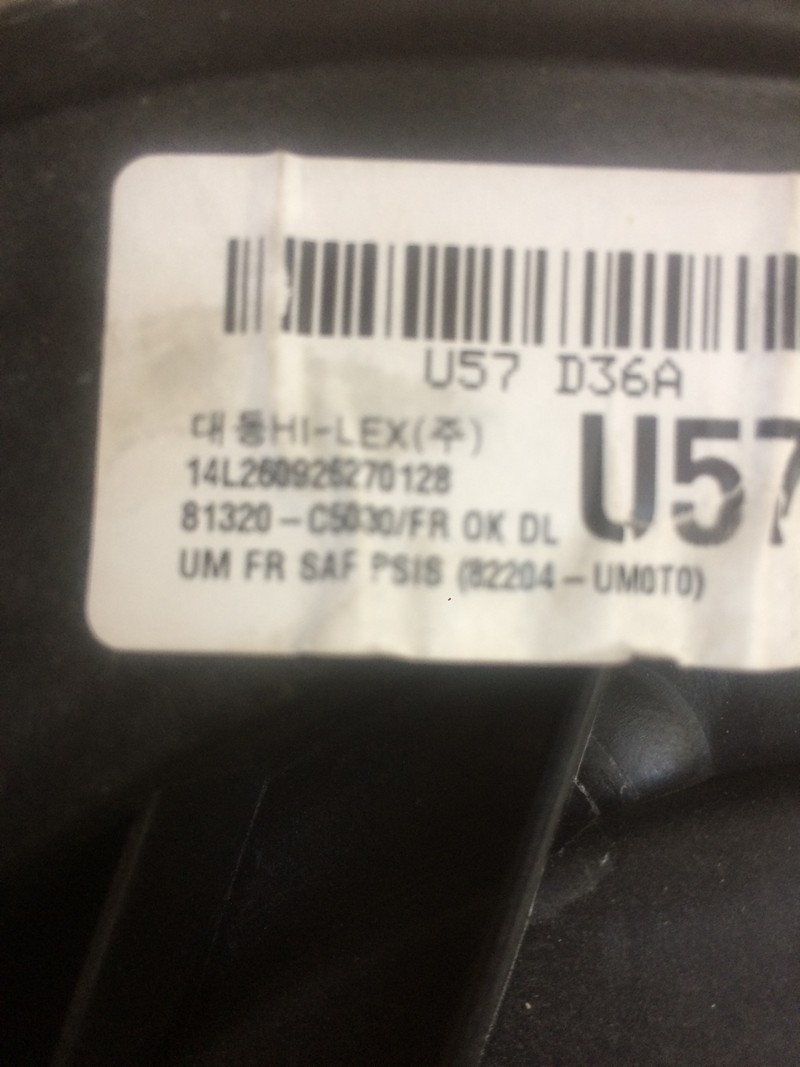 U57 D36A
대동HI-LEX(주)
U57
14L260926270128
81320-C5030/FR OK DL
UM FR SAF PSIS (82204-UM0T0)